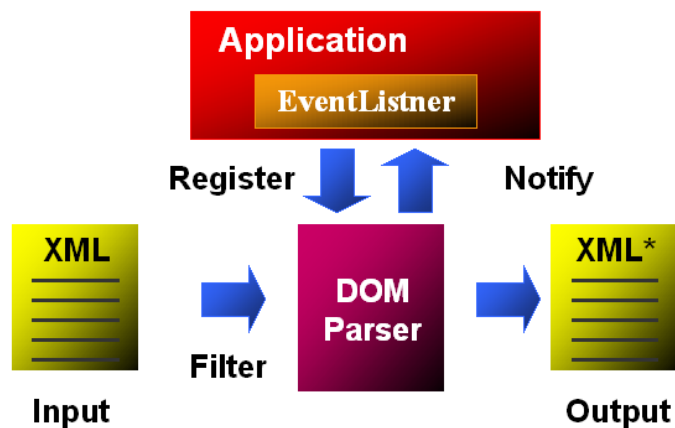 Application
EventListner
Register
Notify
XML
DOM
Parser
XML*
Filter
Input
Output